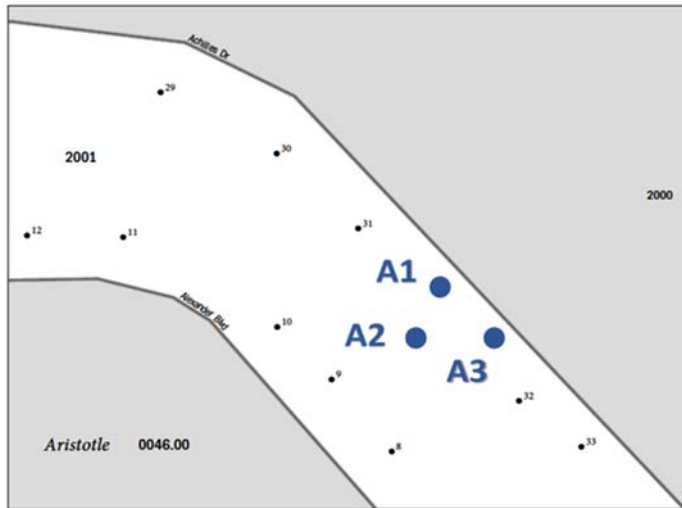 Achilles Dr
29
30
2001
2000
31
12
11
A1
Alexander Blvd
10
A2
A3
9
32
Aristotle 0046.00
8
33